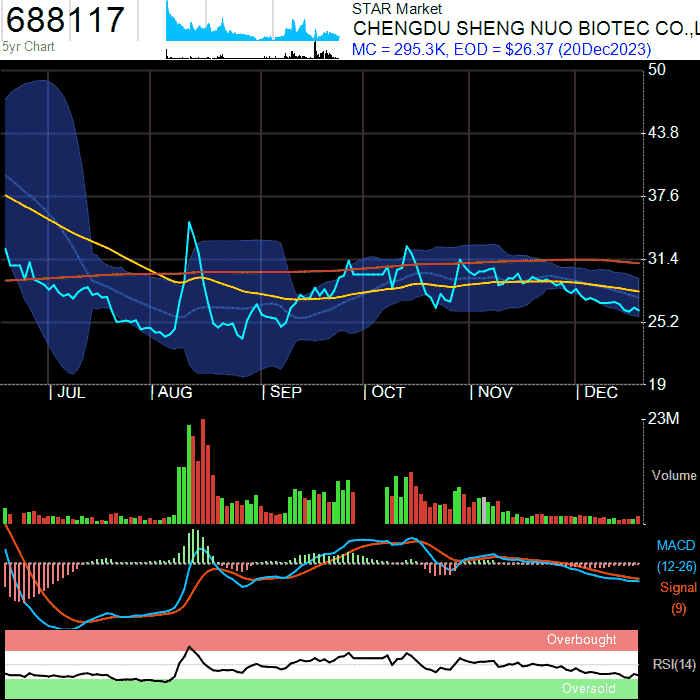 688117
5yr Chart
STAR Market
CHENGDU SHENG NUO BIOTEC CO.,L
MC = 295.3K, EOD = $26.37 (20Dec2023)
50
43.8
37.6
31.4
25.2
19
JUL
AUG
SEP
OCT
NOV
DEC
23M
Volume
MACD
(12-26)
Signal
(9)
Overbought
RSI(14)
Oversold